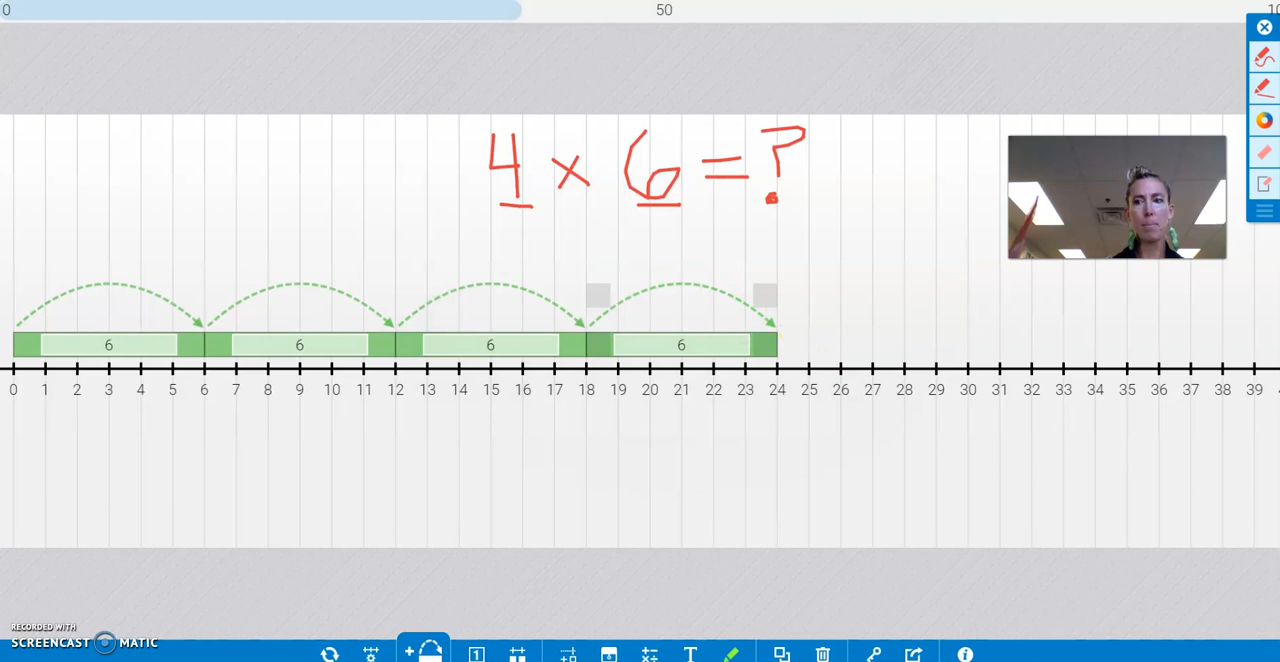 0 50 10
4 × 6 = ?
6 6 6 6
0 1 2 3 4 5 6 7 8 9 10 11 12 13 14 15 16 17 18 19 20 21 22 23 24 25 26 27 28 29 30 31 32 33 34 35 36 37 38 39
RECORDED WITH
SCREENCAST MATIC
+ 1 T i